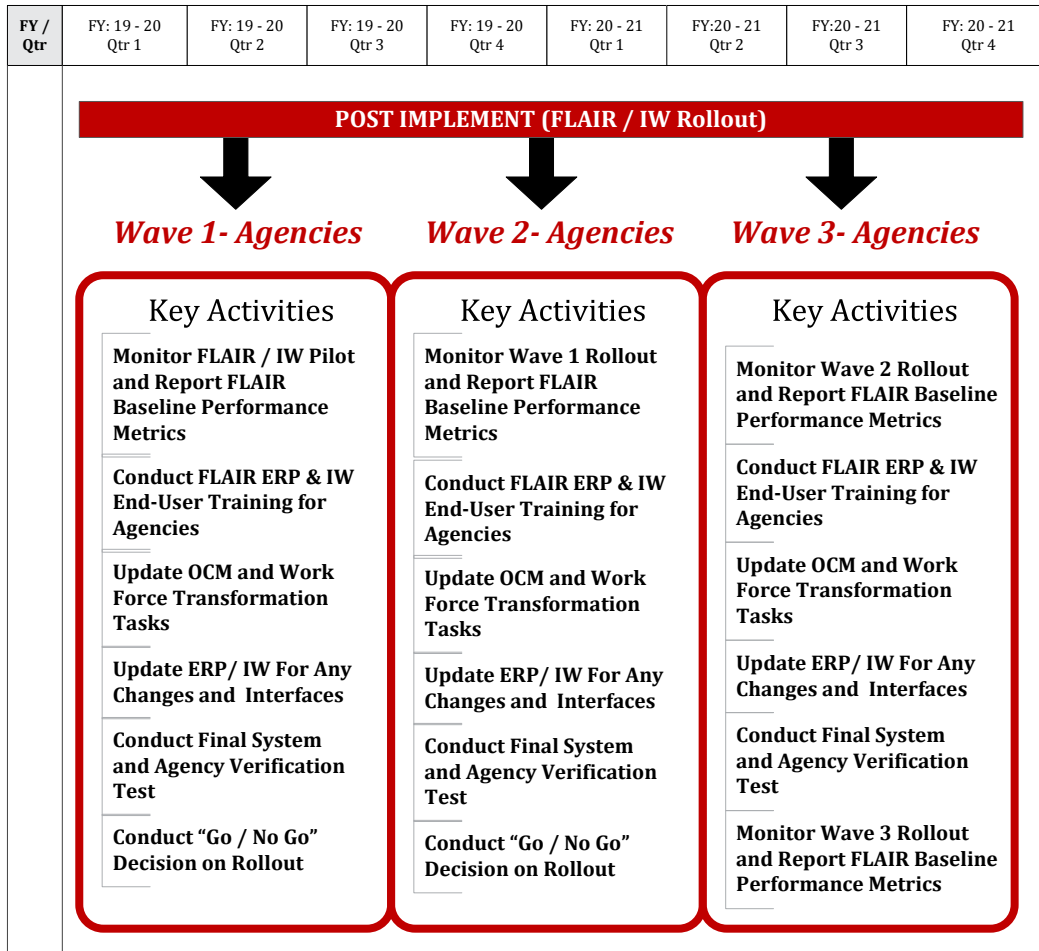 FY /
Qtr
FY: 19 - 20
Qtr 1
FY: 19 - 20
Qtr 2
FY: 19 - 20
Qtr 3
FY: 19 - 20
Qtr 4
FY: 20 - 21
Qtr 1
FY:20 - 21
Qtr 2
FY:20 - 21
Qtr 3
FY: 20 - 21
Qtr 4
POST IMPLEMENT (FLAIR / IW Rollout)
Wave 1- Agencies
Key Activities
Monitor FLAIR / IW Pilot
and Report FLAIR
Baseline Performance
Metrics
Conduct FLAIR ERP & IW
End-User Training for
Agencies
Update OCM and Work
Force Transformation
Tasks
Update ERP/ IW For Any
Changes and  Interfaces
Conduct Final System
and Agency Verification
Test
Conduct “Go / No Go”
Decision on Rollout
Wave 2- Agencies
Key Activities
Monitor Wave 1 Rollout
and Report FLAIR
Baseline Performance
Metrics
Conduct FLAIR ERP & IW
End-User Training for
Agencies
Update OCM and Work
Force Transformation
Tasks
Update ERP/ IW For Any
Changes and  Interfaces
Conduct Final System
and Agency Verification
Test
Conduct “Go / No Go”
Decision on Rollout
Wave 3- Agencies
Key Activities
Monitor Wave 2 Rollout
and Report FLAIR Baseline
Performance Metrics
Conduct FLAIR ERP & IW
End-User Training for
Agencies
Update OCM and Work
Force Transformation
Tasks
Update ERP/ IW For Any
Changes and  Interfaces
Conduct Final System
and Agency Verification
Test
Monitor Wave 3 Rollout
and Report FLAIR Baseline
Performance Metrics